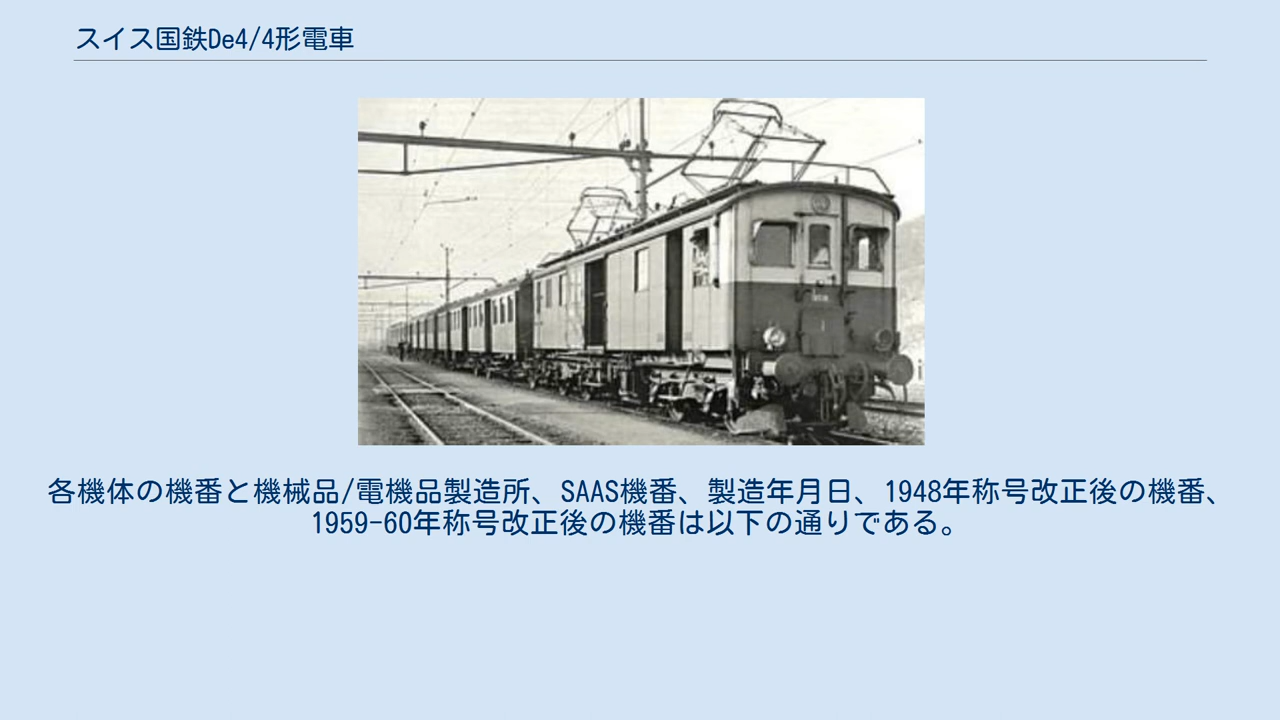 スイス国鉄De4/4形電車
各機体の機番と機械品/電機品製造所、SAAS機番、製造年月日、1948年称号改正後の機番、
1959-60年称号改正後の機番は以下の通りである。